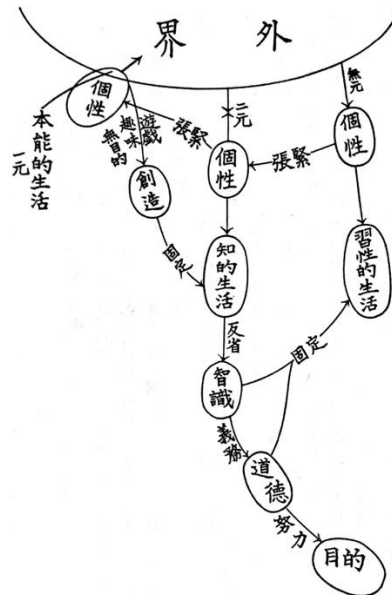 界 外
個性
本能的生活
一元
遊戲
趣味
無目的
張緊
二元
個性
張緊
無元
個性
創造
固定
知的生活
習性的生活
反省
固定
智識
義務
道德
努力
目的